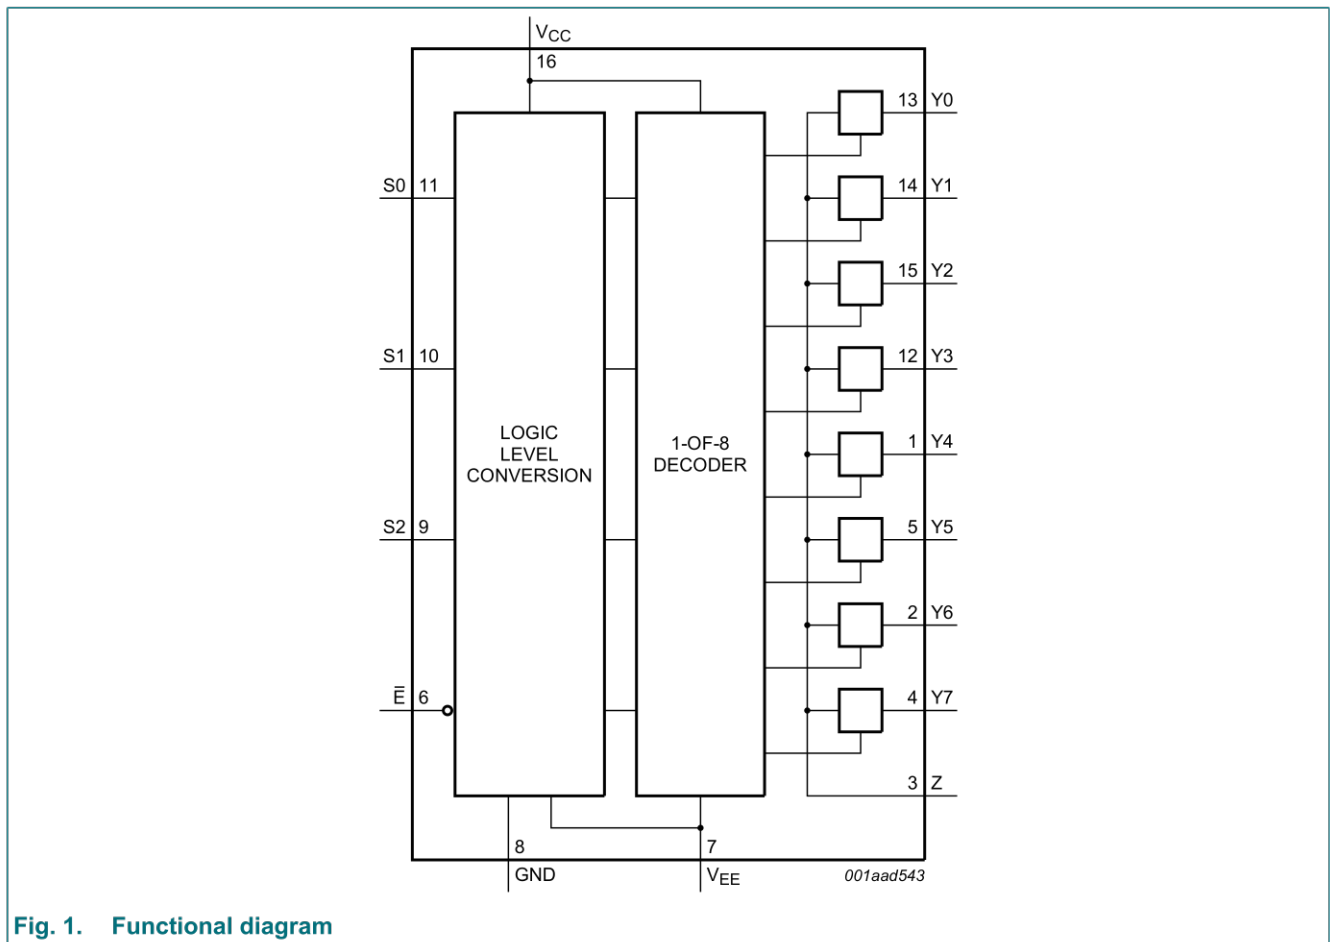 VCC
16
13 Y0
S0 11
14 Y1
15 Y2
S1 10
12 Y3
LOGIC
LEVEL
CONVERSION
1-OF-8
DECODER
1 Y4
S2 9
5 Y5
2 Y6
E̅ 6
4 Y7
3 Z
8
7
GND
VEE
001aad543
Fig. 1. Functional diagram